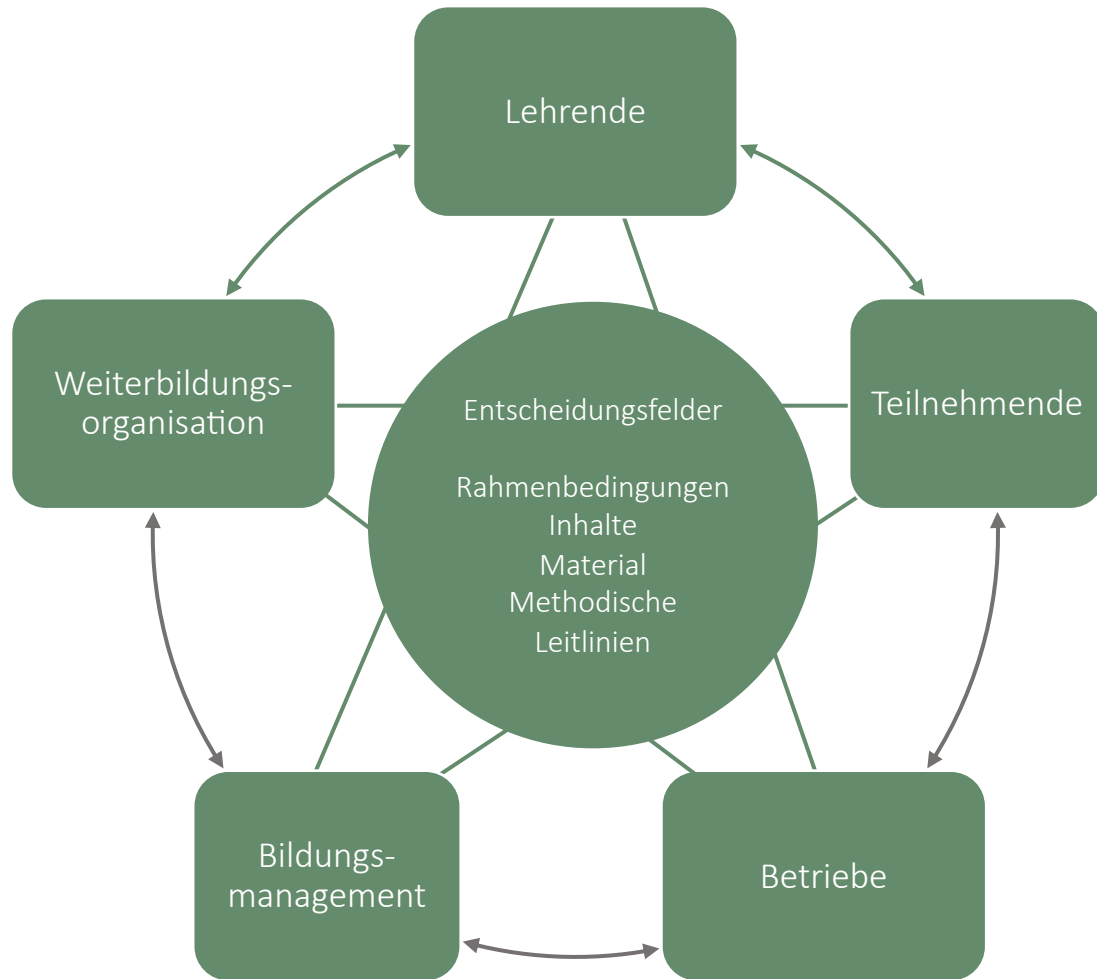 Lehrende
Weiterbildungs-
organisation
Teilnehmende
Entscheidungsfelder
Rahmenbedingungen
Inhalte
Material
Methodische
Leitlinien
Bildungs-
management
Betriebe